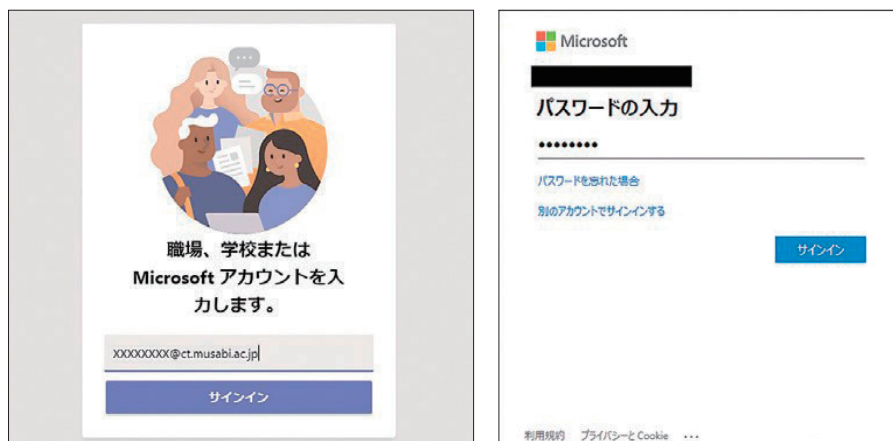 職場、学校または
Microsoft アカウントを入
力します。
XXXXXXXX@ct.musabi.ac.jp
サインイン
Microsoft
パスワードの入力
••••••••
パスワードを忘れた場合
別のアカウントでサインインする
サインイン
利用規約 プライバシーと Cookie ...